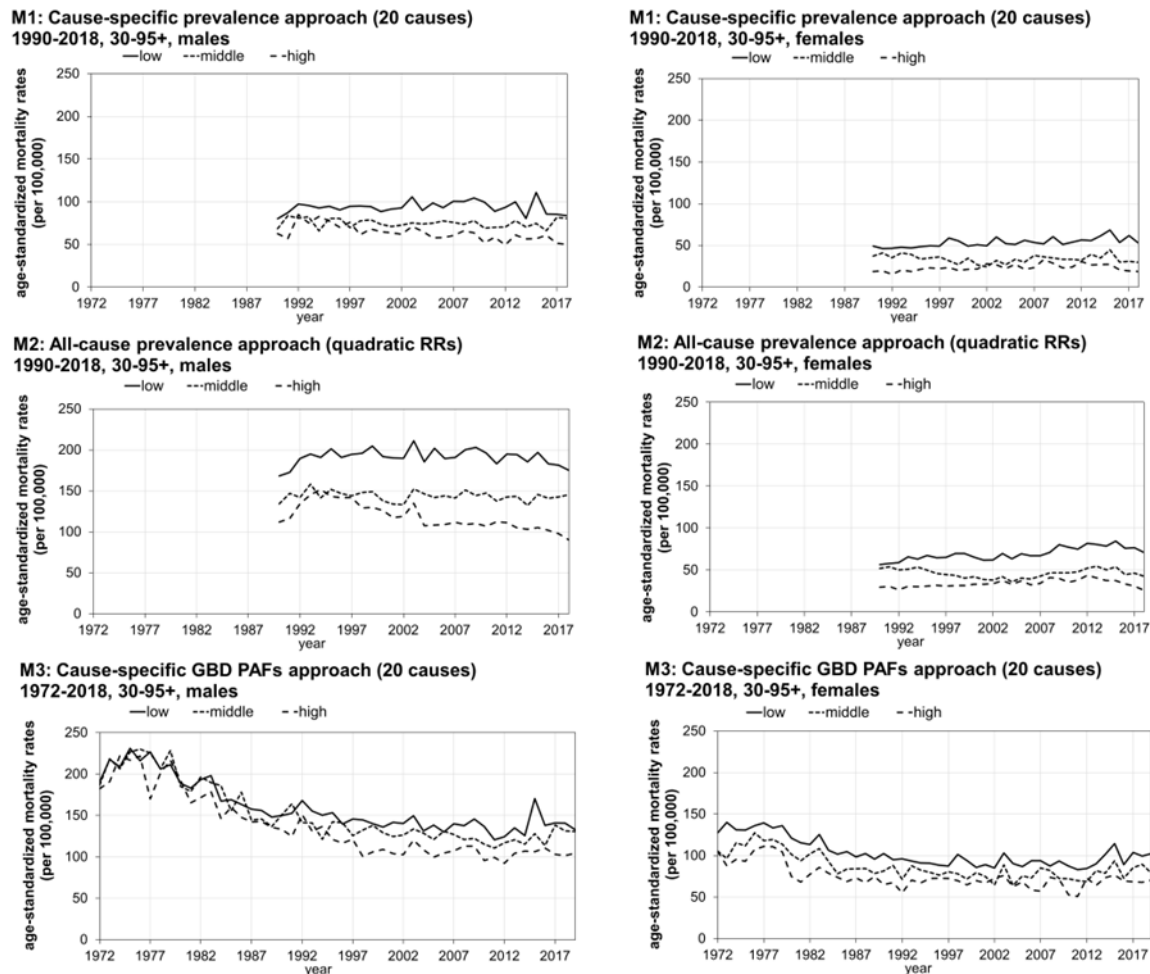 M1: Cause-specific prevalence approach (20 causes)
1990-2018, 30-95+, males
low middle high
age-standardized mortality rates
(per 100,000)
250
200
150
100
50
0
1972 1977 1982 1987 1992 1997 2002 2007 2012 2017
year
M1: Cause-specific prevalence approach (20 causes)
1990-2018, 30-95+, females
low middle high
age-standardized mortality rates
(per 100,000)
250
200
150
100
50
0
1972 1977 1982 1987 1992 1997 2002 2007 2012 2017
year
M2: All-cause prevalence approach (quadratic RRs)
1990-2018, 30-95+, males
low middle high
age-standardized mortality rates
(per 100,000)
250
200
150
100
50
0
1972 1977 1982 1987 1992 1997 2002 2007 2012 2017
year
M2: All-cause prevalence approach (quadratic RRs)
1990-2018, 30-95+, females
low middle high
age-standardized mortality rates
(per 100,000)
250
200
150
100
50
0
1972 1977 1982 1987 1992 1997 2002 2007 2012 2017
year
M3: Cause-specific GBD PAFs approach (20 causes)
1972-2018, 30-95+, males
low middle high
age-standardized mortality rates
(per 100,000)
250
200
150
100
50
0
1972 1977 1982 1987 1992 1997 2002 2007 2012 2017
year
M3: Cause-specific GBD PAFs approach (20 causes)
1972-2018, 30-95+, females
low middle high
age-standardized mortality rates
(per 100,000)
250
200
150
100
50
0
1972 1977 1982 1987 1992 1997 2002 2007 2012 2017
year